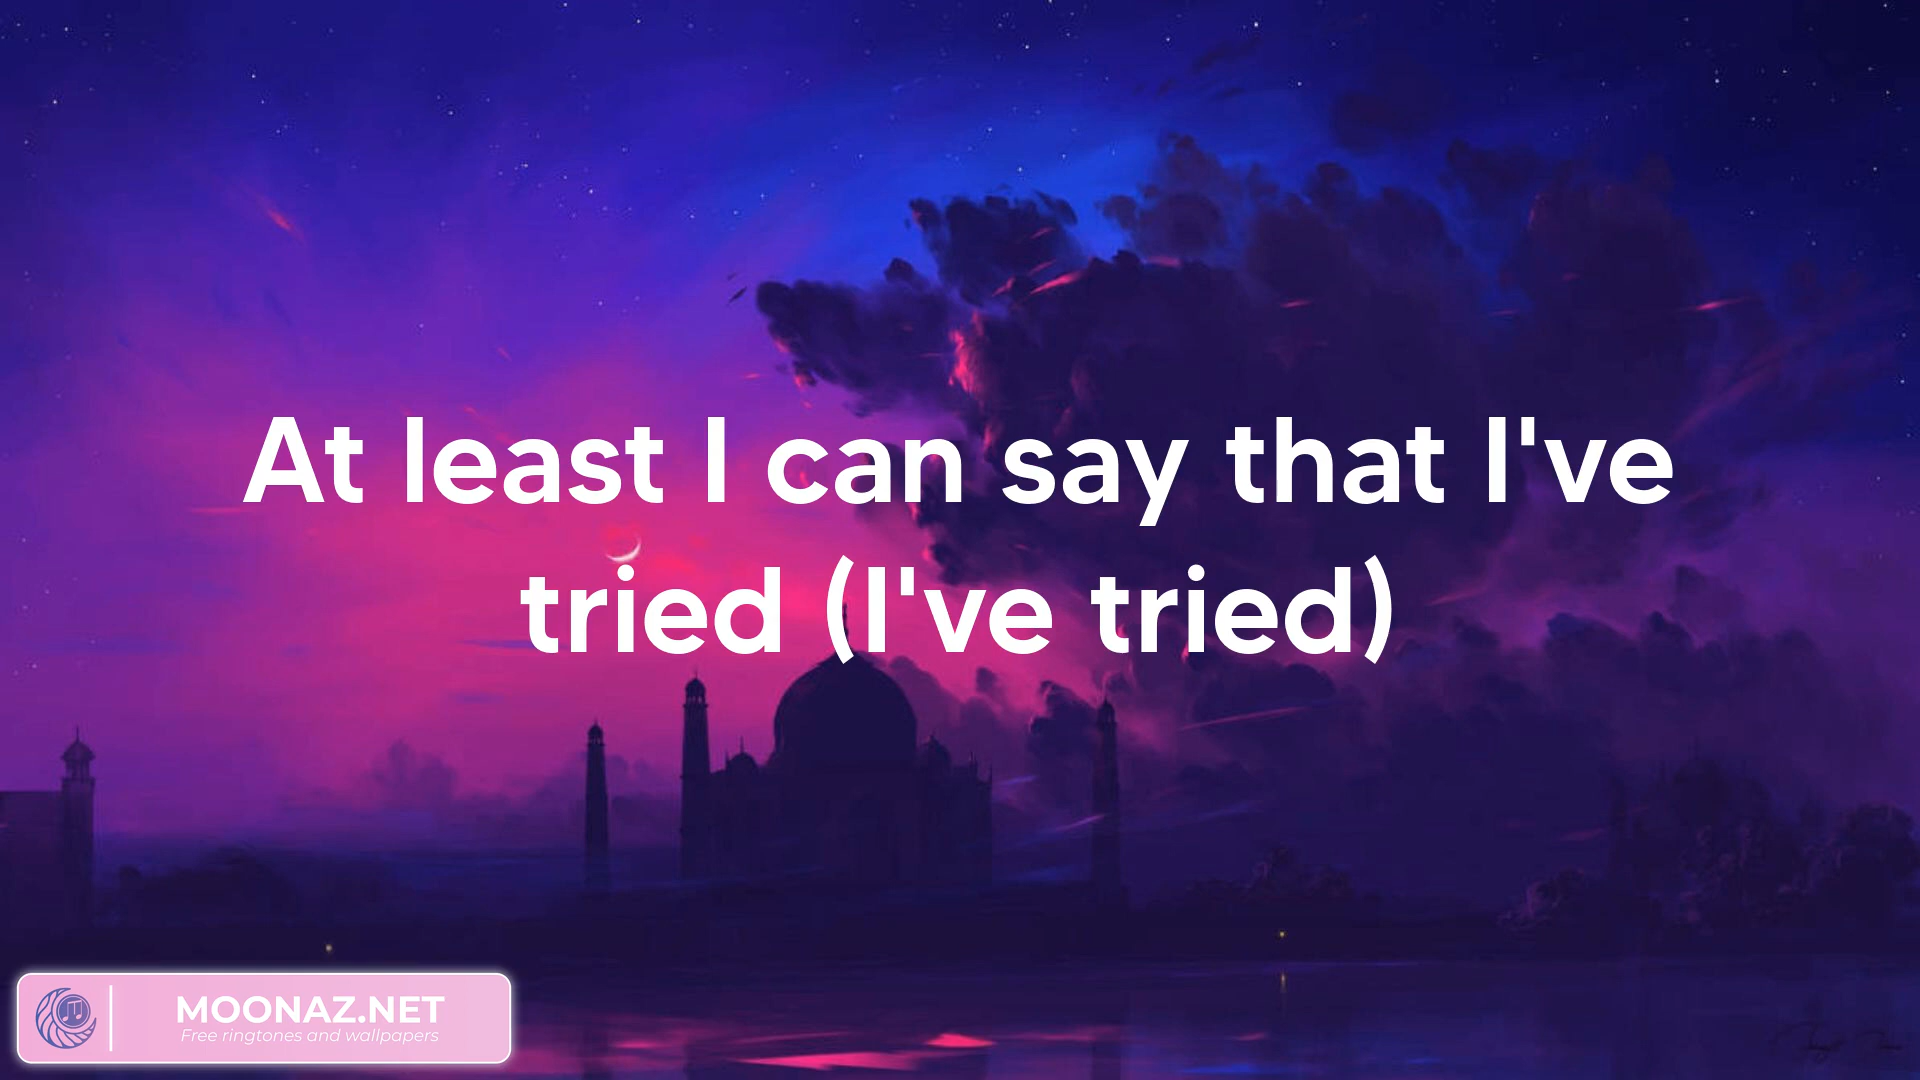 At least I can say that I've
tried (I've tried)
MOONAZ.NET
Free ringtones and wallpapers